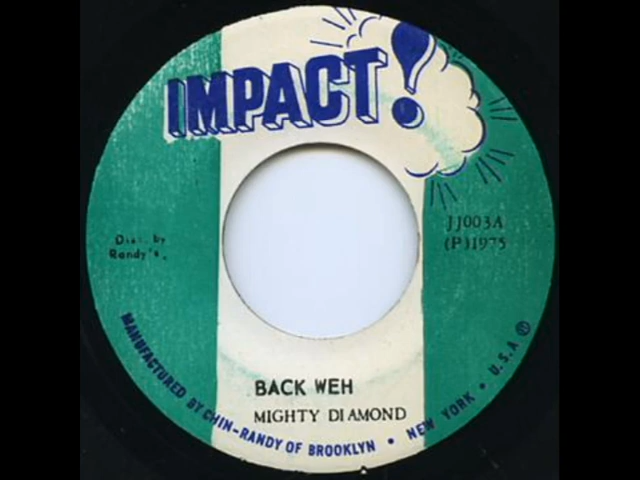 IMPACT!
JJ003A
(P)1975
Dist. by
Randy's.
BACK WEH
MIGHTY DIAMOND
MANUFACTURED BY CHIN-RANDY OF BROOKLYN • NEW YORK • U.S.A ®